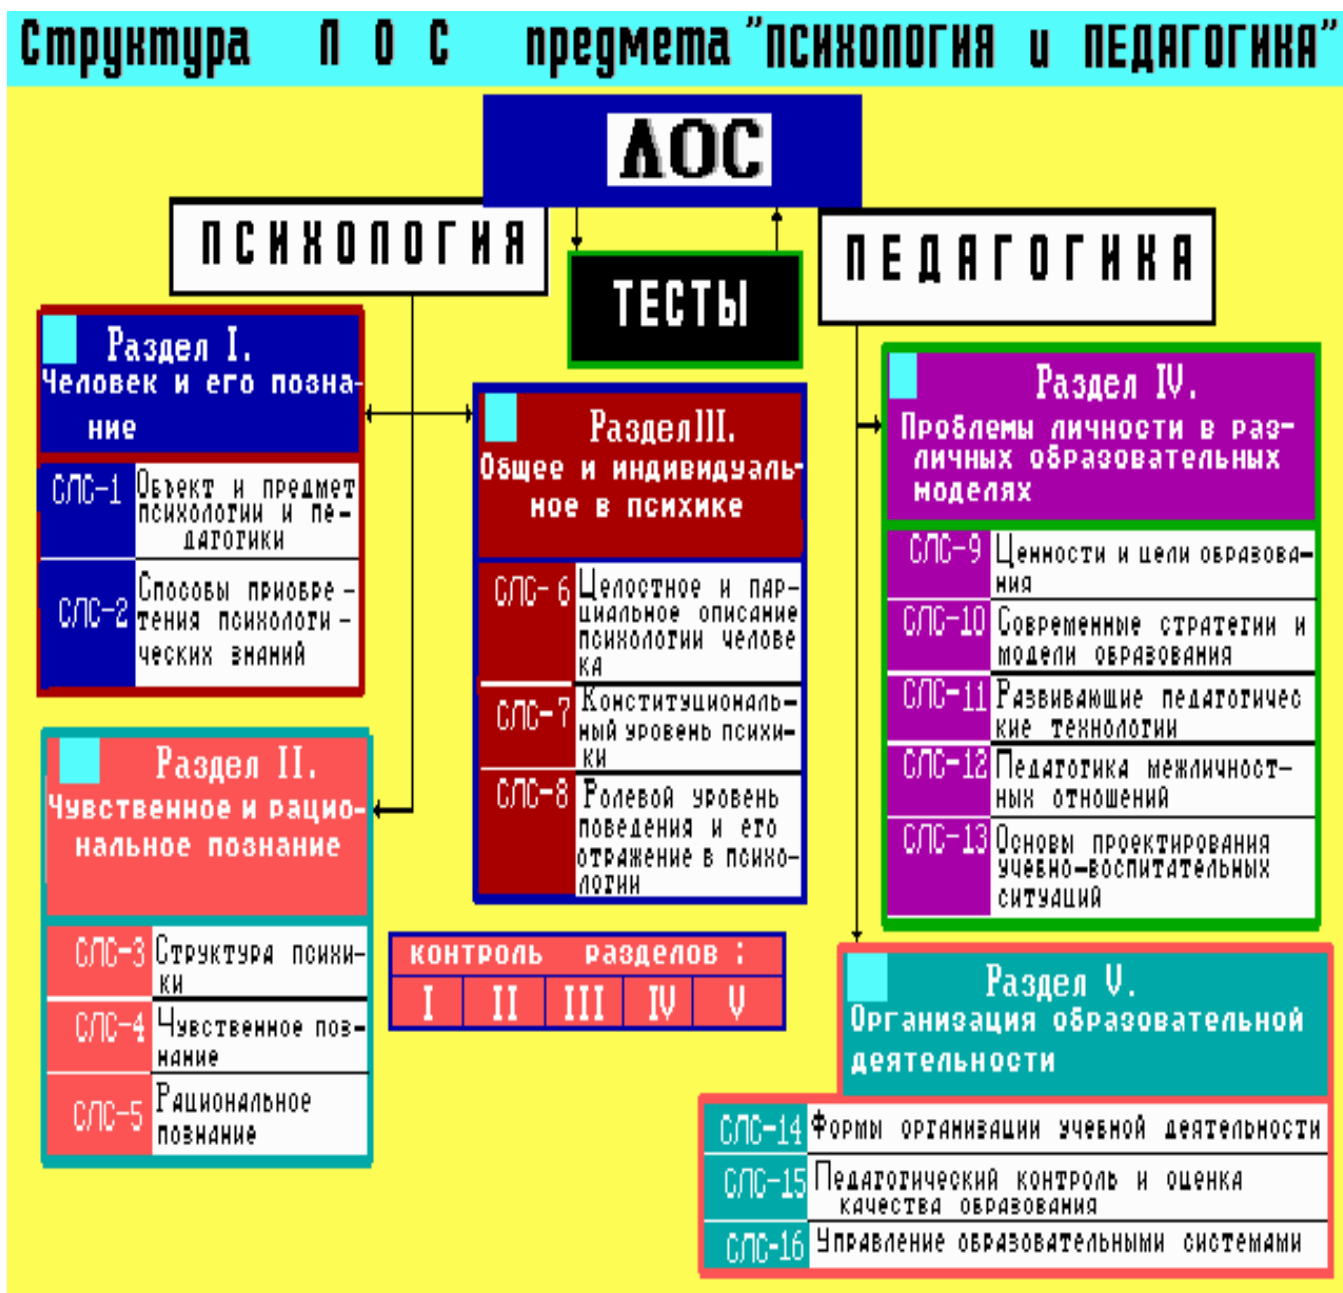 Структура Л О С предмета "ПСИХОЛОГИЯ и ПЕДАГОГИКА"
ЛОС
ПСИХОЛОГИЯ
ТЕСТЫ
ПЕДАГОГИКА
Раздел I.
Человек и его позна-
ние
СЛС-1 Объект и предмет
психологии и пе-
дагогики
СЛС-2 Способы приобре-
тения психологи-
ческих знаний
Раздел II.
Чувственное и рацио-
нальное познание
СЛС-3 Структура психи-
ки
СЛС-4 Чувственное поз-
нание
СЛС-5 Рациональное
познание
Раздел III.
Общее и индивидуаль-
ное в психике
СЛС-6 Целостное и пар-
циальное описание
психологии челове
ка
СЛС-7 Конституциональ-
ный уровень психи-
ки
СЛС-8 Ролевой уровень
поведения и его
отражение в психо-
логии
контроль разделов :
I II III IV V
Раздел IV.
Проблемы личности в раз-
личных образовательных
моделях
СЛС-9 Ценности и цели образова-
ния
СЛС-10 Современные стратегии и
модели образования
СЛС-11 Развивающие педагогичес
кие технологии
СЛС-12 Педагогика межличност-
ных отношений
СЛС-13 Основы проектирования
учебно-воспитательных
ситуаций
Раздел V.
Организация образовательной
деятельности
СЛС-14 Формы организации учебной деятельности
СЛС-15 Педагогический контроль и оценка
качества образования
СЛС-16 Управление образовательными системами